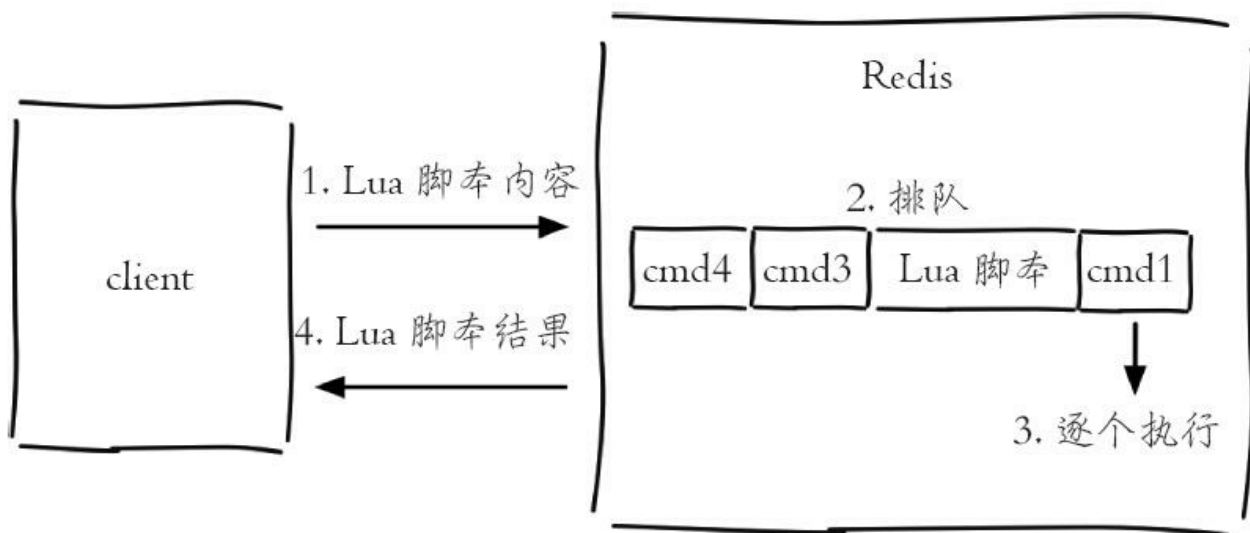 Redis
1. Lua 脚本内容
2. 排队
client
cmd4 cmd3 Lua 脚本 cmd1
4. Lua 脚本结果
3. 逐个执行